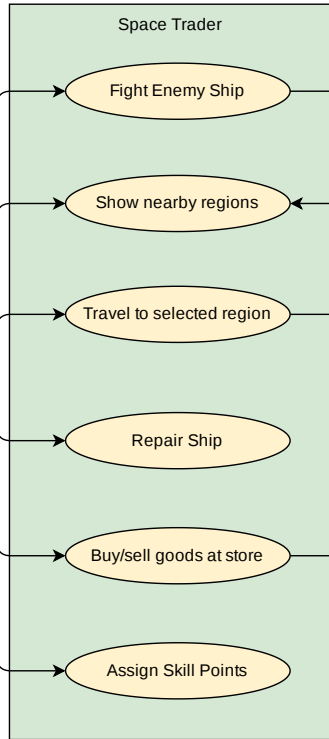 Space Trader
Fight Enemy Ship
Show nearby regions
Travel to selected region
Repair Ship
Buy/sell goods at store
Assign Skill Points